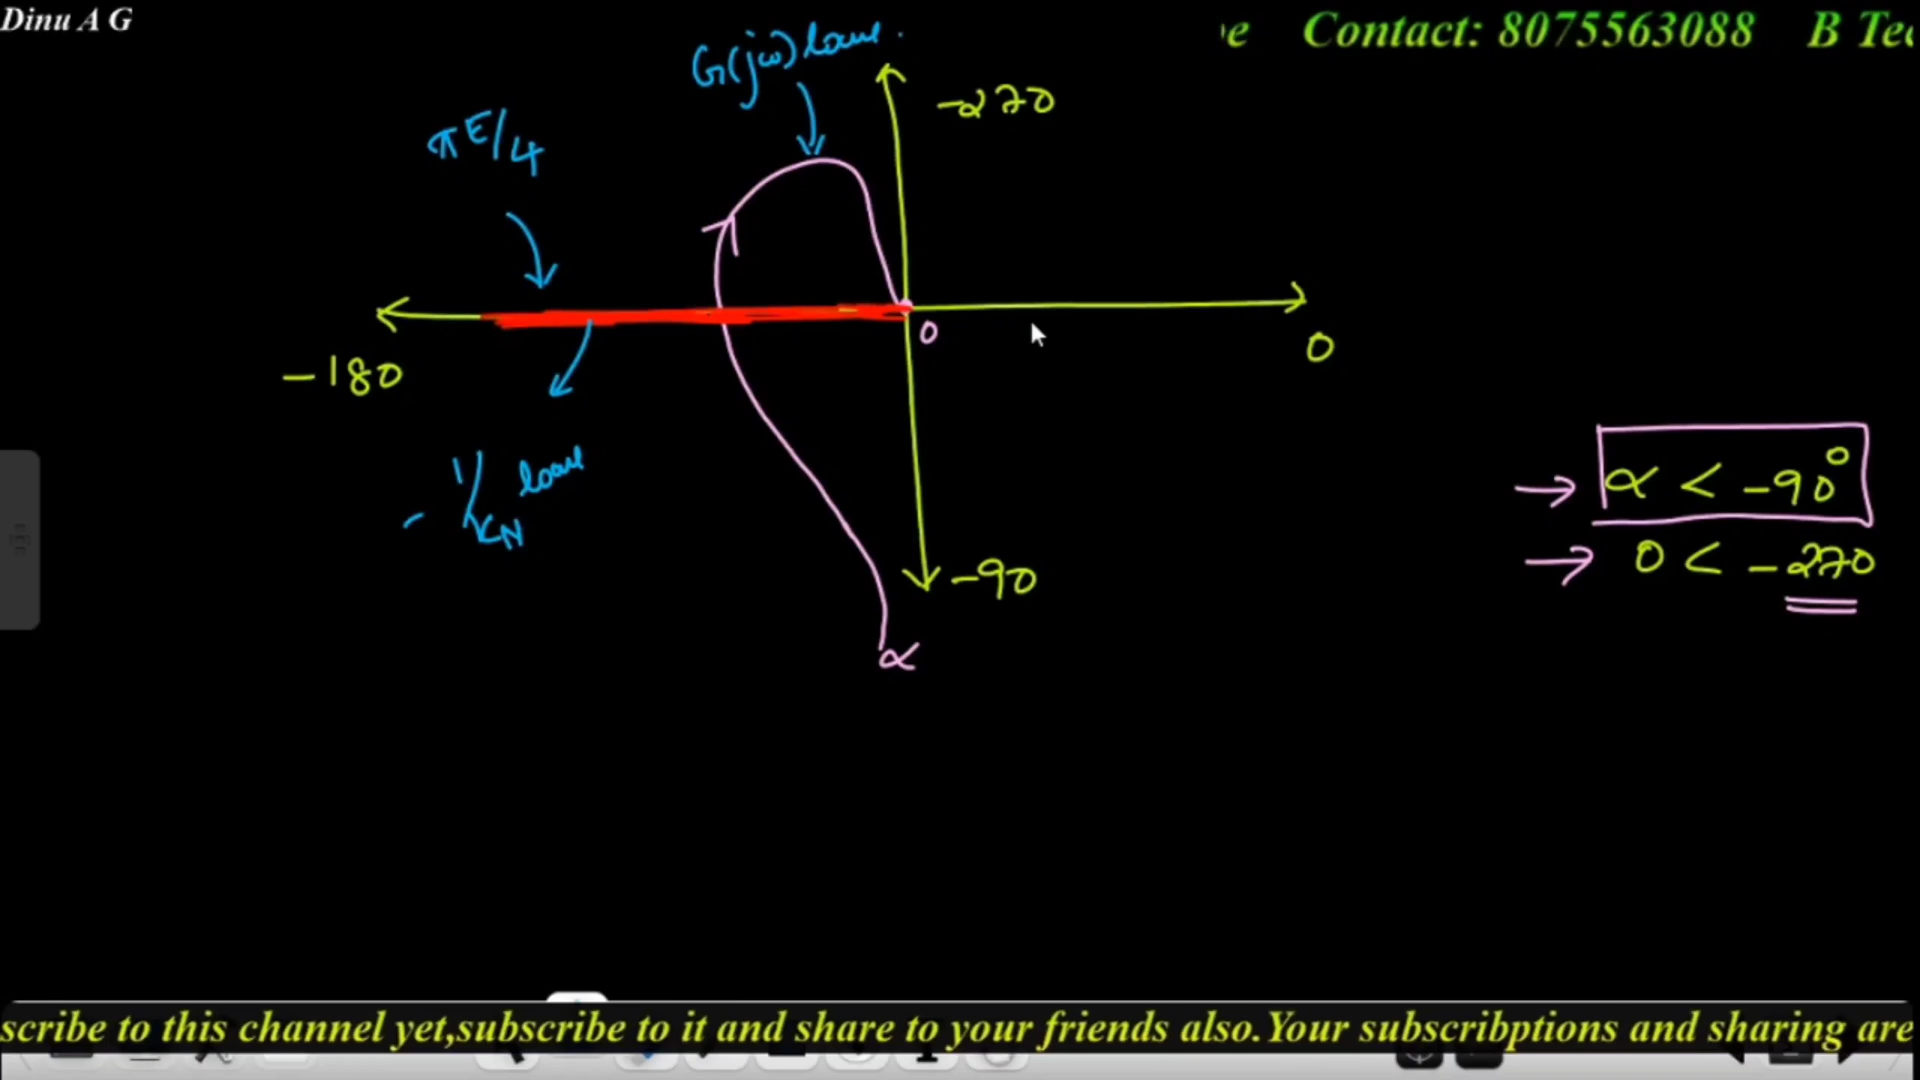 Dinu A G
'e Contact: 8075563088 B Tec
G(jω) locus.
-270
πE/4
0
-180
0
-1/KN locus
→ α < -90°
→ 0 < -270
-90
α
scribe to this channel yet,subscribe to it and share to your friends also.Your subscribptions and sharing are